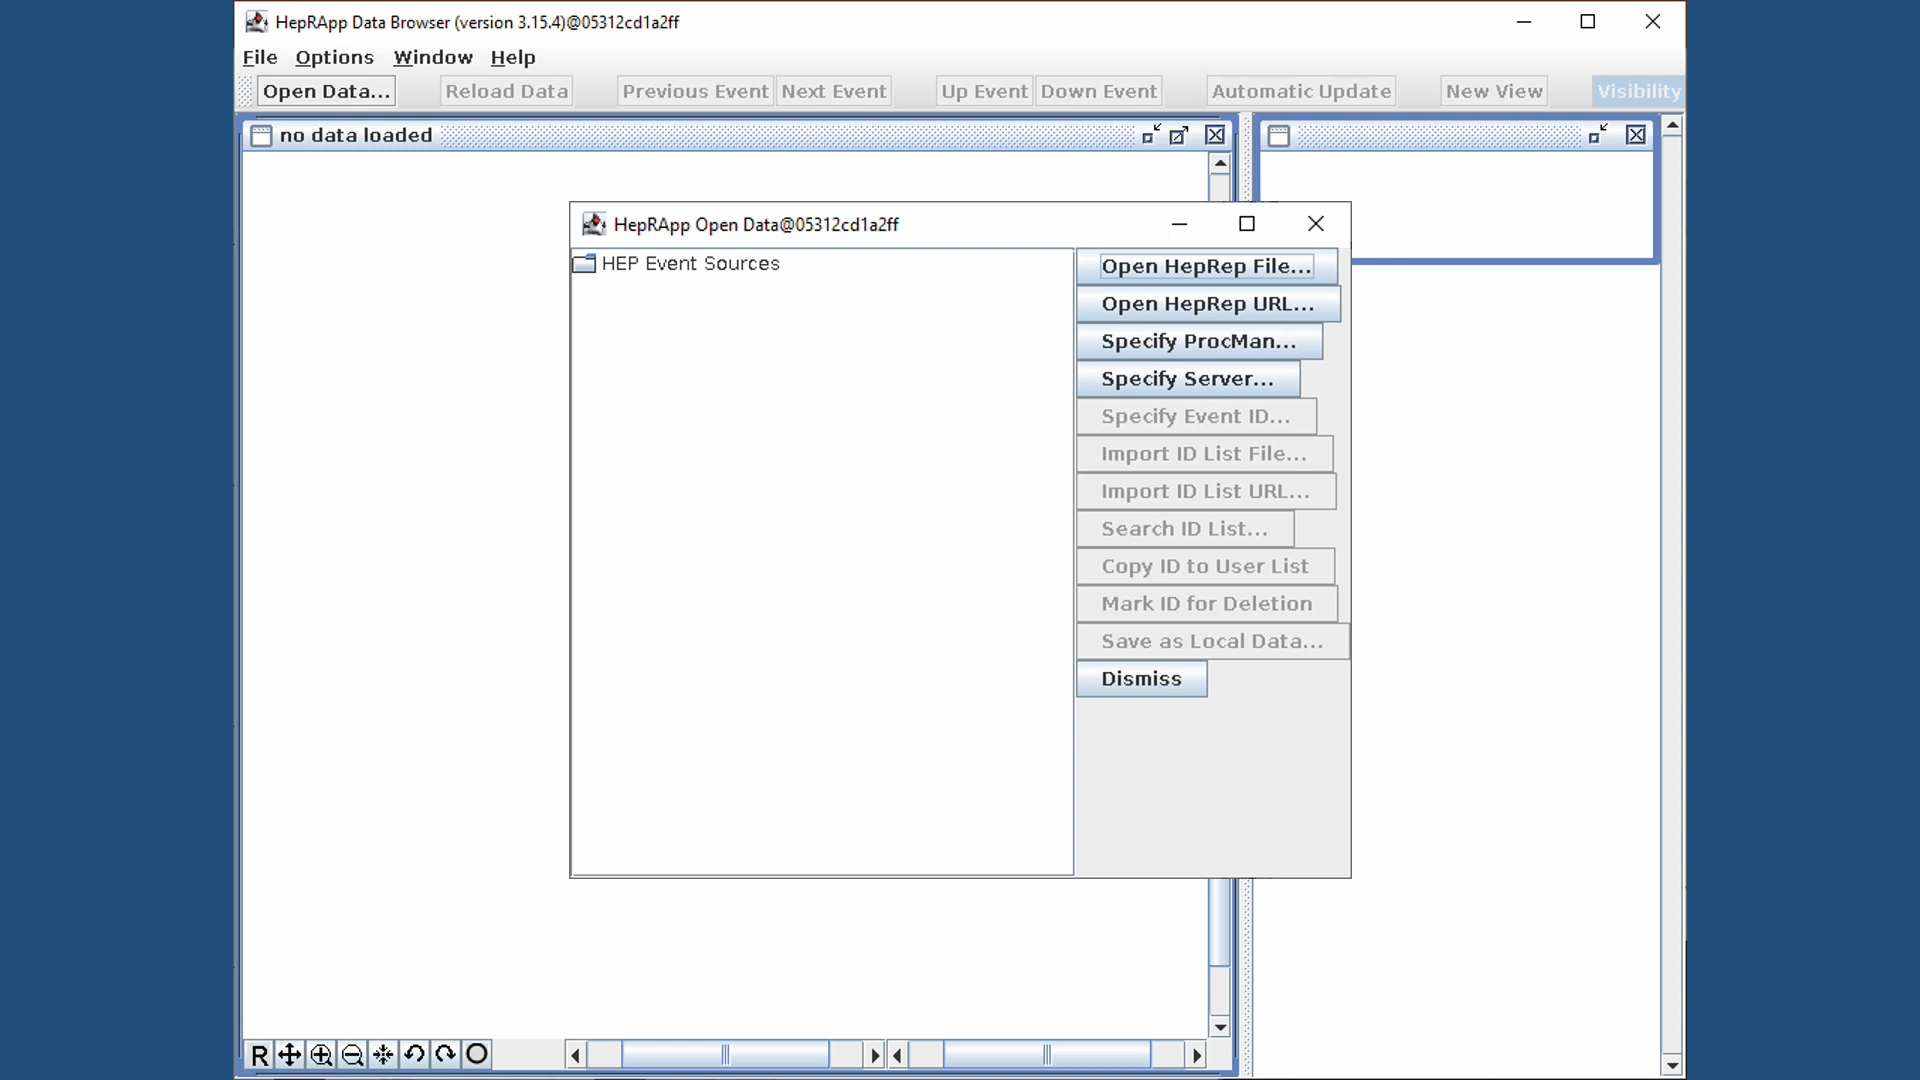 HepRApp Data Browser (version 3.15.4)@05312cd1a2ff
File Options Window Help
Open Data... Reload Data Previous Event Next Event Up Event Down Event Automatic Update New View Visibility
no data loaded
HepRApp Open Data@05312cd1a2ff
HEP Event Sources
Open HepRep File...
Open HepRep URL...
Specify ProcMan...
Specify Server...
Specify Event ID...
Import ID List File...
Import ID List URL...
Search ID List...
Copy ID to User List
Mark ID for Deletion
Save as Local Data...
Dismiss
R